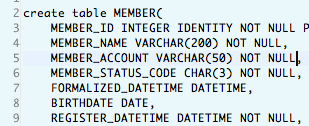 2 create table MEMBER(
3 MEMBER_ID INTEGER IDENTITY NOT NULL P
4 MEMBER_NAME VARCHAR(200) NOT NULL,
5 MEMBER_ACCOUNT VARCHAR(50) NOT NULL,
6 MEMBER_STATUS_CODE CHAR(3) NOT NULL,
7 FORMALIZED_DATETIME DATETIME,
8 BIRTHDATE DATE,
9 REGISTER_DATETIME DATETIME NOT NULL